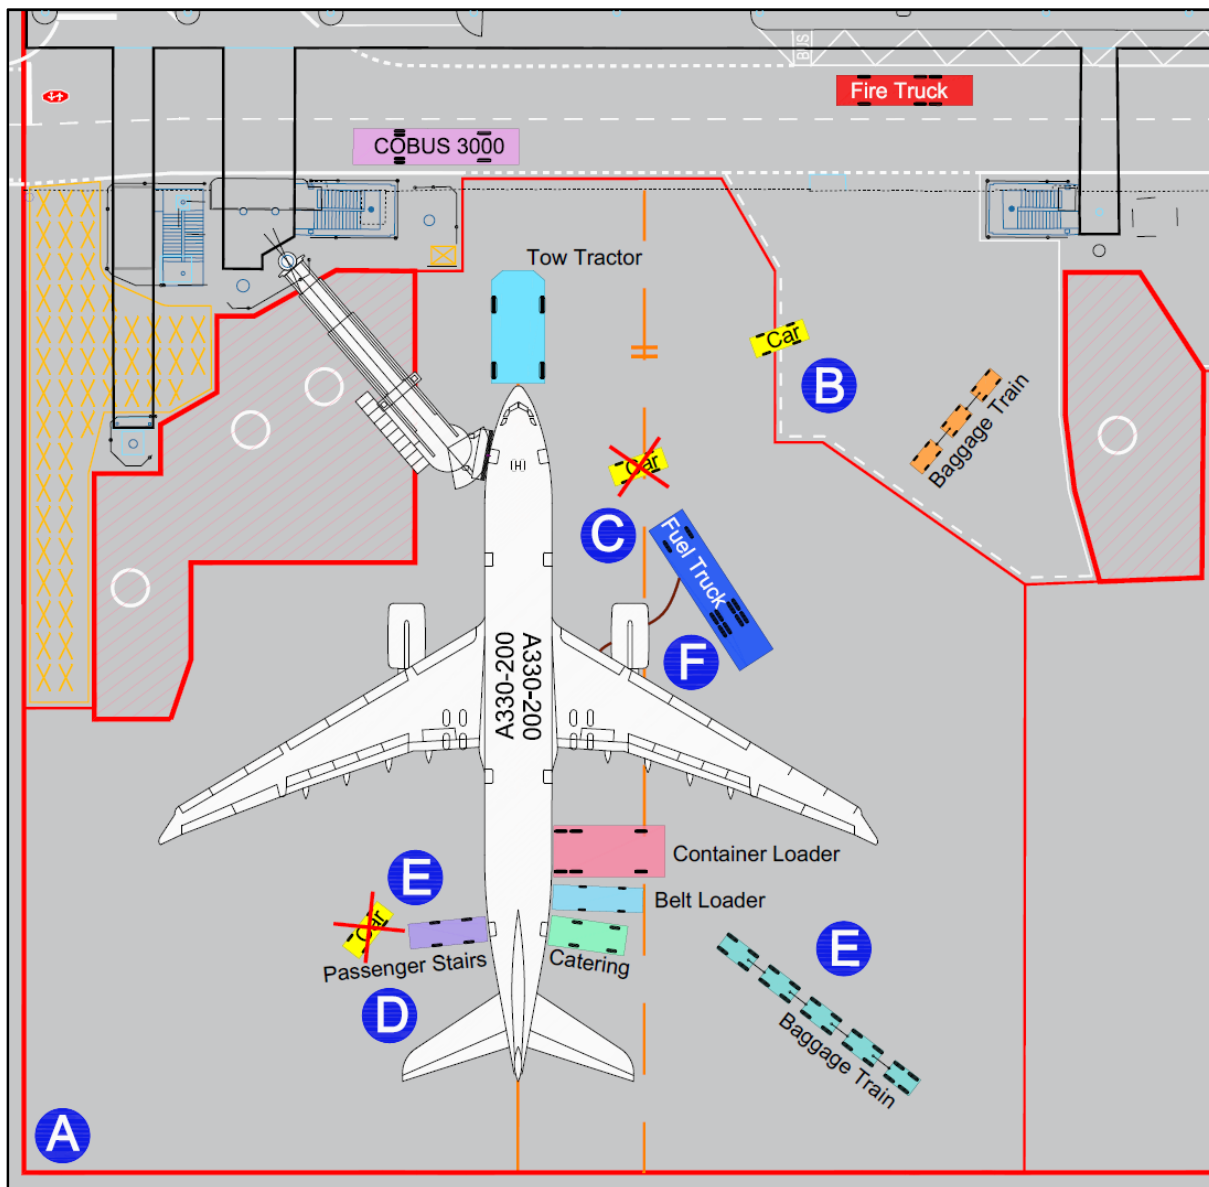 BUS
Fire Truck
COBUS 3000
Tow Tractor
Car
B
Baggage Train
Car
C
Fuel Truck
F
A330-200
A330-200
Container Loader
E
Belt Loader
Car
Passenger Stairs
Catering
E
D
Baggage Train
A